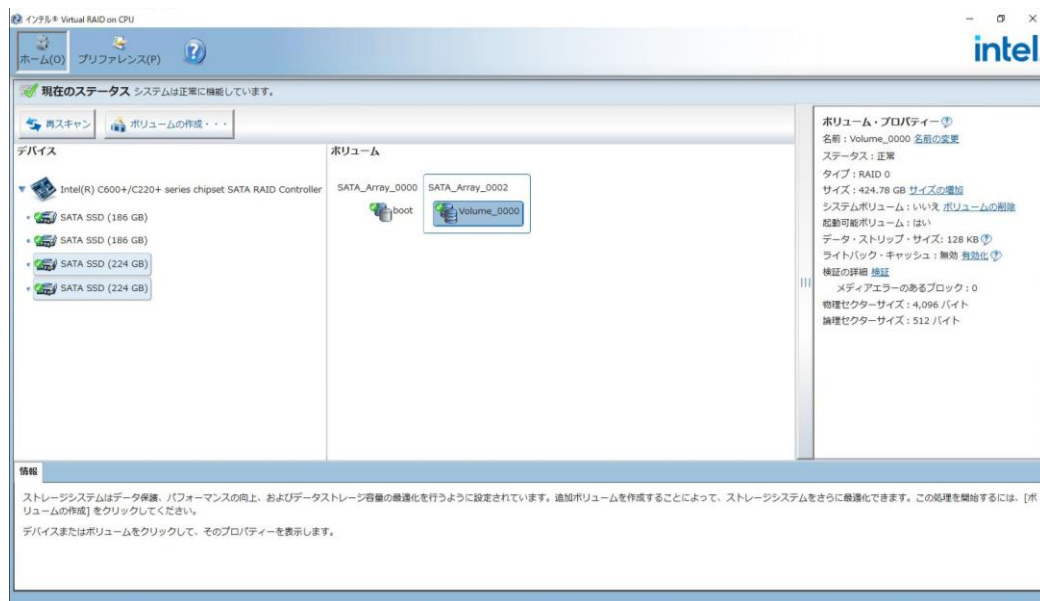 インテル® Virtual RAID on CPU
ホーム(O) プリファレンス(P)
intel.
現在のステータス システムは正常に機能しています。
再スキャン ボリュームの作成・・・
デバイス
Intel(R) C600+/C220+ series chipset SATA RAID Controller
SATA SSD (186 GB)
SATA SSD (186 GB)
SATA SSD (224 GB)
SATA SSD (224 GB)
ボリューム
SATA_Array_0000 SATA_Array_0002
boot Volume_0000
ボリューム・プロパティー
名前 : Volume_0000 名前の変更
ステータス : 正常
タイプ : RAID 0
サイズ : 424.78 GB サイズの増加
システムボリューム : いいえ ボリュームの削除
起動可能ボリューム : はい
データ・ストリップ・サイズ: 128 KB
ライトバック・キャッシュ : 無効 有効化
検証の詳細 検証
メディアエラーのあるブロック : 0
物理セクターサイズ : 4,096 バイト
論理セクターサイズ : 512 バイト
情報
ストレージシステムはデータ保護、パフォーマンスの向上、およびデータストレージ容量の最適化を行うように設定されています。追加ボリュームを作成することによって、ストレージシステムをさらに最適化できます。この処理を開始するには、[ボ
リュームの作成] をクリックしてください。
デバイスまたはボリュームをクリックして、そのプロパティーを表示します。